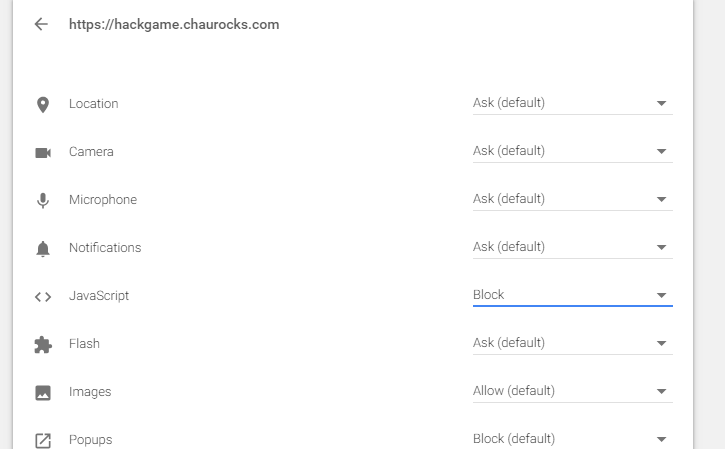 https://hackgame.chaurocks.com
Location Ask (default)
Camera Ask (default)
Microphone Ask (default)
Notifications Ask (default)
JavaScript Block
Flash Ask (default)
Images Allow (default)
Popups Block (default)